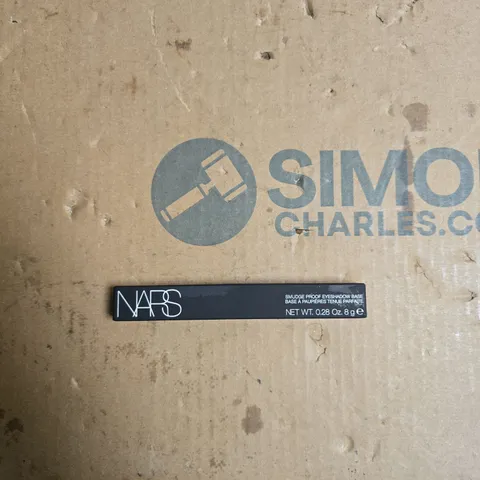 SIMO
CHARLES.CO
NARS
SMUDGE PROOF EYESHADOW BASE
BASE À PAUPIÈRES TENUE PARFAITE
NET WT. 0.28 Oz. 8 g ℮